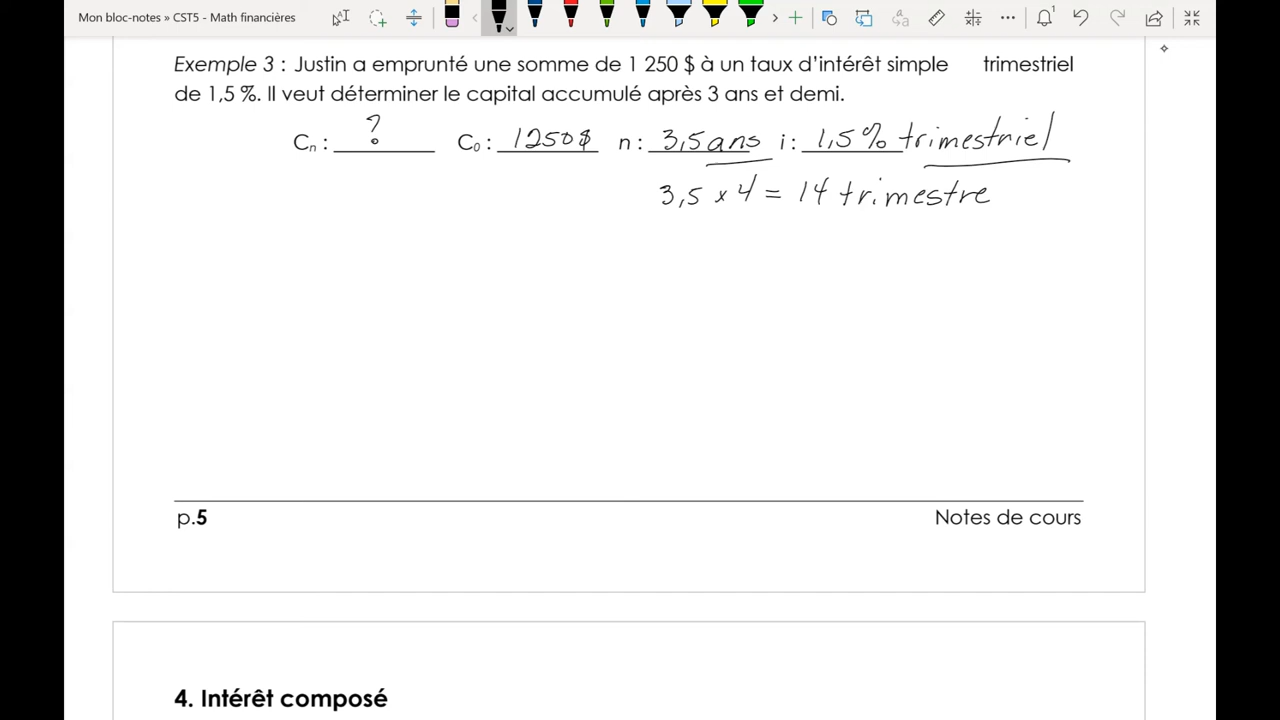 Mon bloc-notes » CST5 - Math financières
Exemple 3 : Justin a emprunté une somme de 1 250 $ à un taux d'intérêt simple trimestriel
de 1,5 %. Il veut déterminer le capital accumulé après 3 ans et demi.
Cn : ? C0 : 1250$ n : 3,5 ans i : 1,5% trimestriel
3,5 x 4 = 14 trimestre
p.5 Notes de cours
4. Intérêt composé